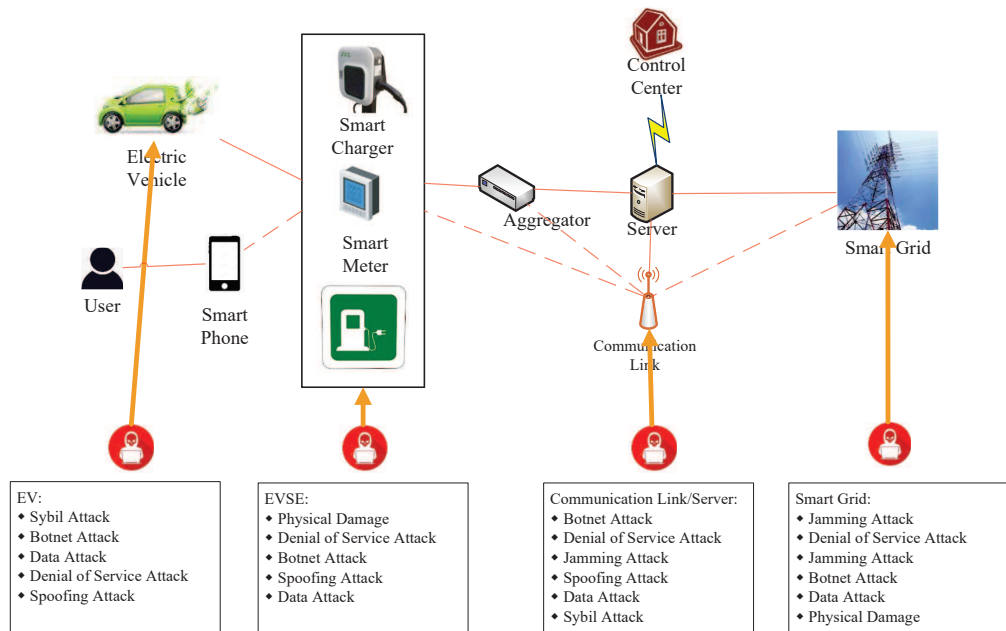 Control
Center
Smart
Charger
Electric
Vehicle
Aggregator
Server
Smart Grid
Smart
Meter
User
Smart
Phone
Communication
Link
EV:
◆ Sybil Attack
◆ Botnet Attack
◆ Data Attack
◆ Denial of Service Attack
◆ Spoofing Attack
EVSE:
◆ Physical Damage
◆ Denial of Service Attack
◆ Botnet Attack
◆ Spoofing Attack
◆ Data Attack
Communication Link/Server:
◆ Botnet Attack
◆ Denial of Service Attack
◆ Jamming Attack
◆ Spoofing Attack
◆ Data Attack
◆ Sybil Attack
Smart Grid:
◆ Jamming Attack
◆ Denial of Service Attack
◆ Jamming Attack
◆ Botnet Attack
◆ Data Attack
◆ Physical Damage